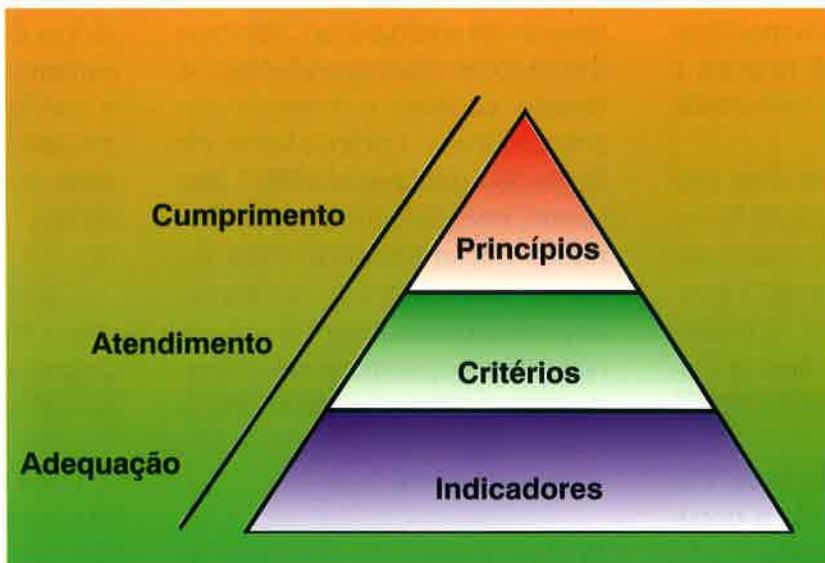 Cumprimento
Princípios
Atendimento
Critérios
Adequação
Indicadores